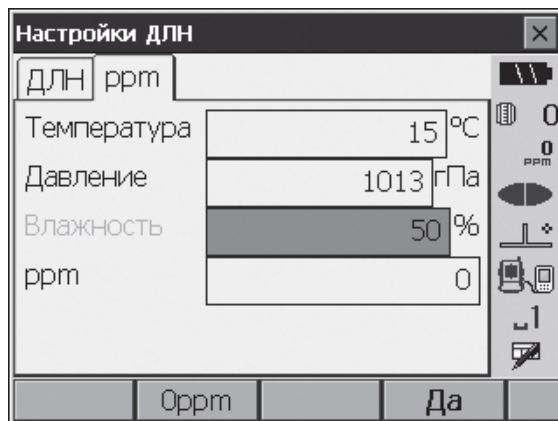 Настройки ДЛН
ДЛН ppm
Температура 15 °C
Давление 1013 гПа
Влажность 50 %
ppm 0
0
0
PPM
1
0ppm Да